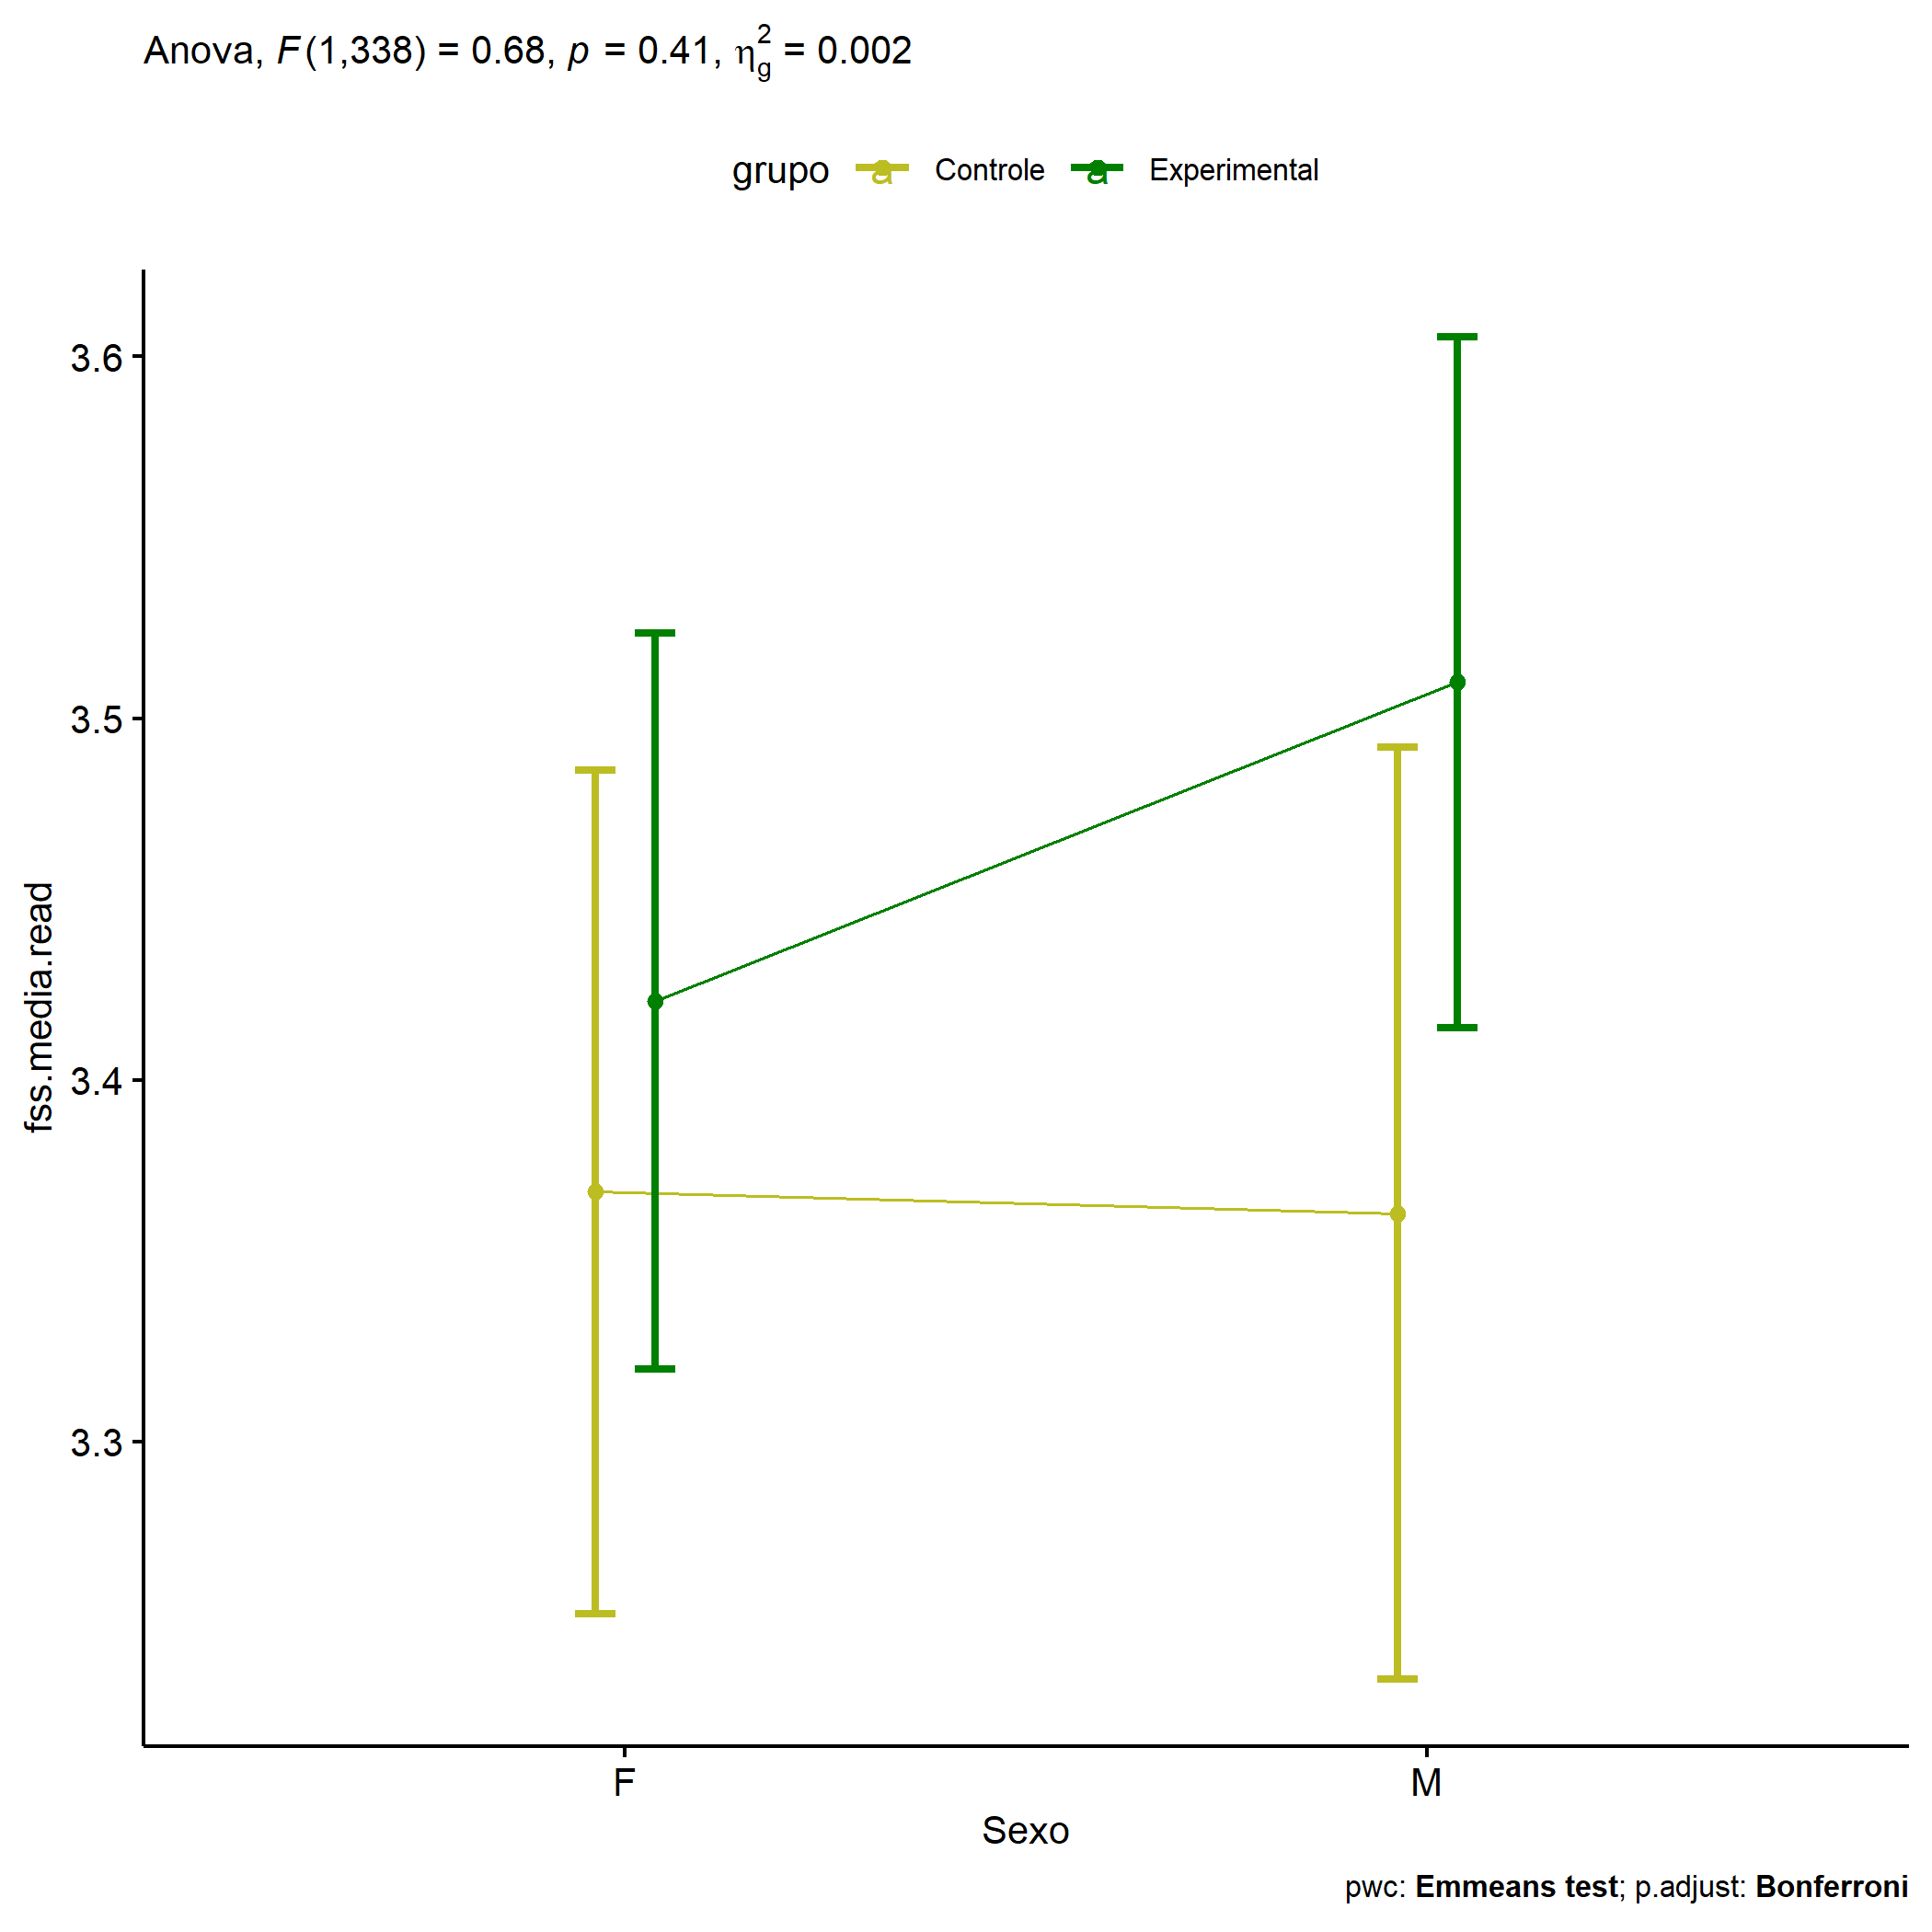 Anova, F(1,338) = 0.68, p = 0.41, η²g = 0.002
grupo a Controle a Experimental
3.6
3.5
3.4
3.3
fss.media.read
F M
Sexo
pwc: Emmeans test; p.adjust: Bonferroni